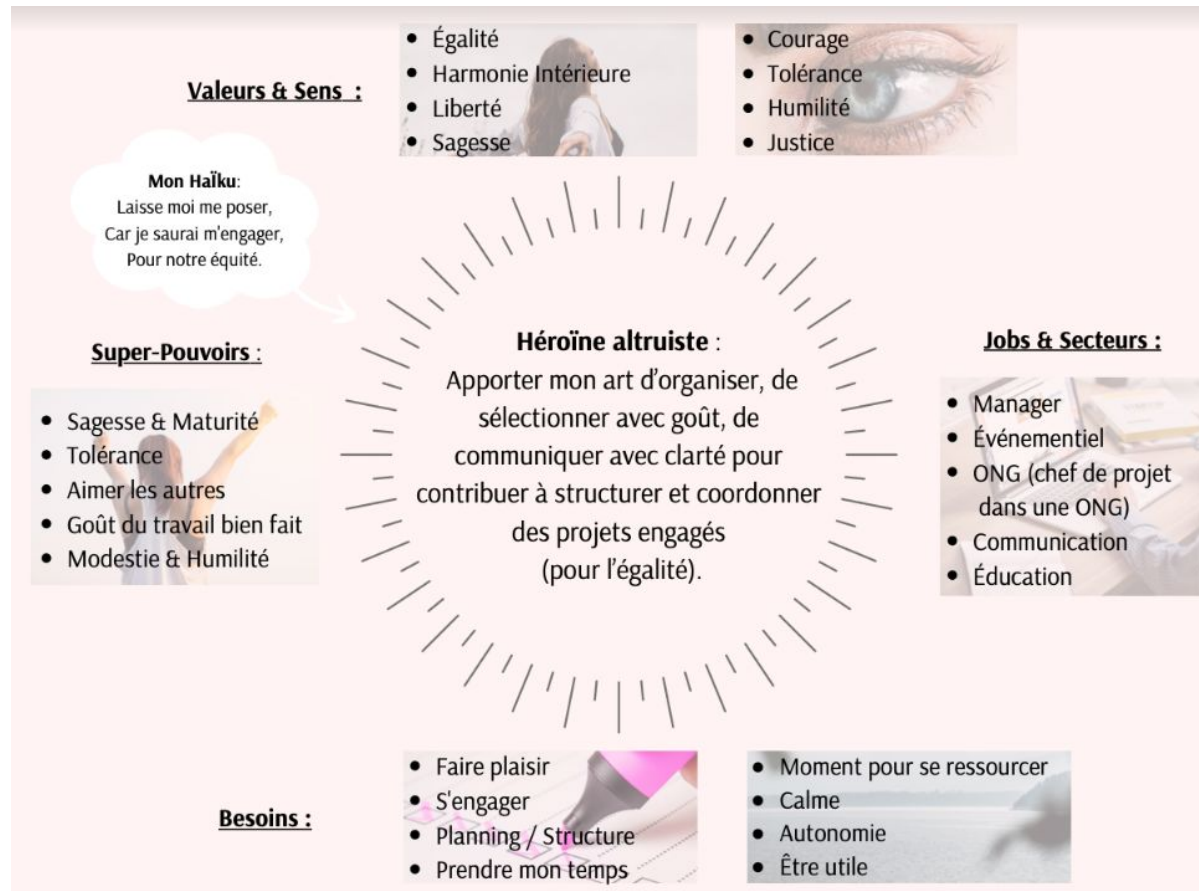 Valeurs & Sens :
• Égalité
• Harmonie Intérieure
• Liberté
• Sagesse
• Courage
• Tolérance
• Humilité
• Justice
Mon HaÏku:
Laisse moi me poser,
Car je saurai m'engager,
Pour notre équité.
Super-Pouvoirs :
• Sagesse & Maturité
• Tolérance
• Aimer les autres
• Goût du travail bien fait
• Modestie & Humilité
Héroïne altruiste :
Apporter mon art d'organiser, de
sélectionner avec goût, de
communiquer avec clarté pour
contribuer à structurer et coordonner
des projets engagés
(pour l'égalité).
Jobs & Secteurs :
• Manager
• Événementiel
• ONG (chef de projet
dans une ONG)
• Communication
• Éducation
Besoins :
• Faire plaisir
• S'engager
• Planning / Structure
• Prendre mon temps
• Moment pour se ressourcer
• Calme
• Autonomie
• Être utile